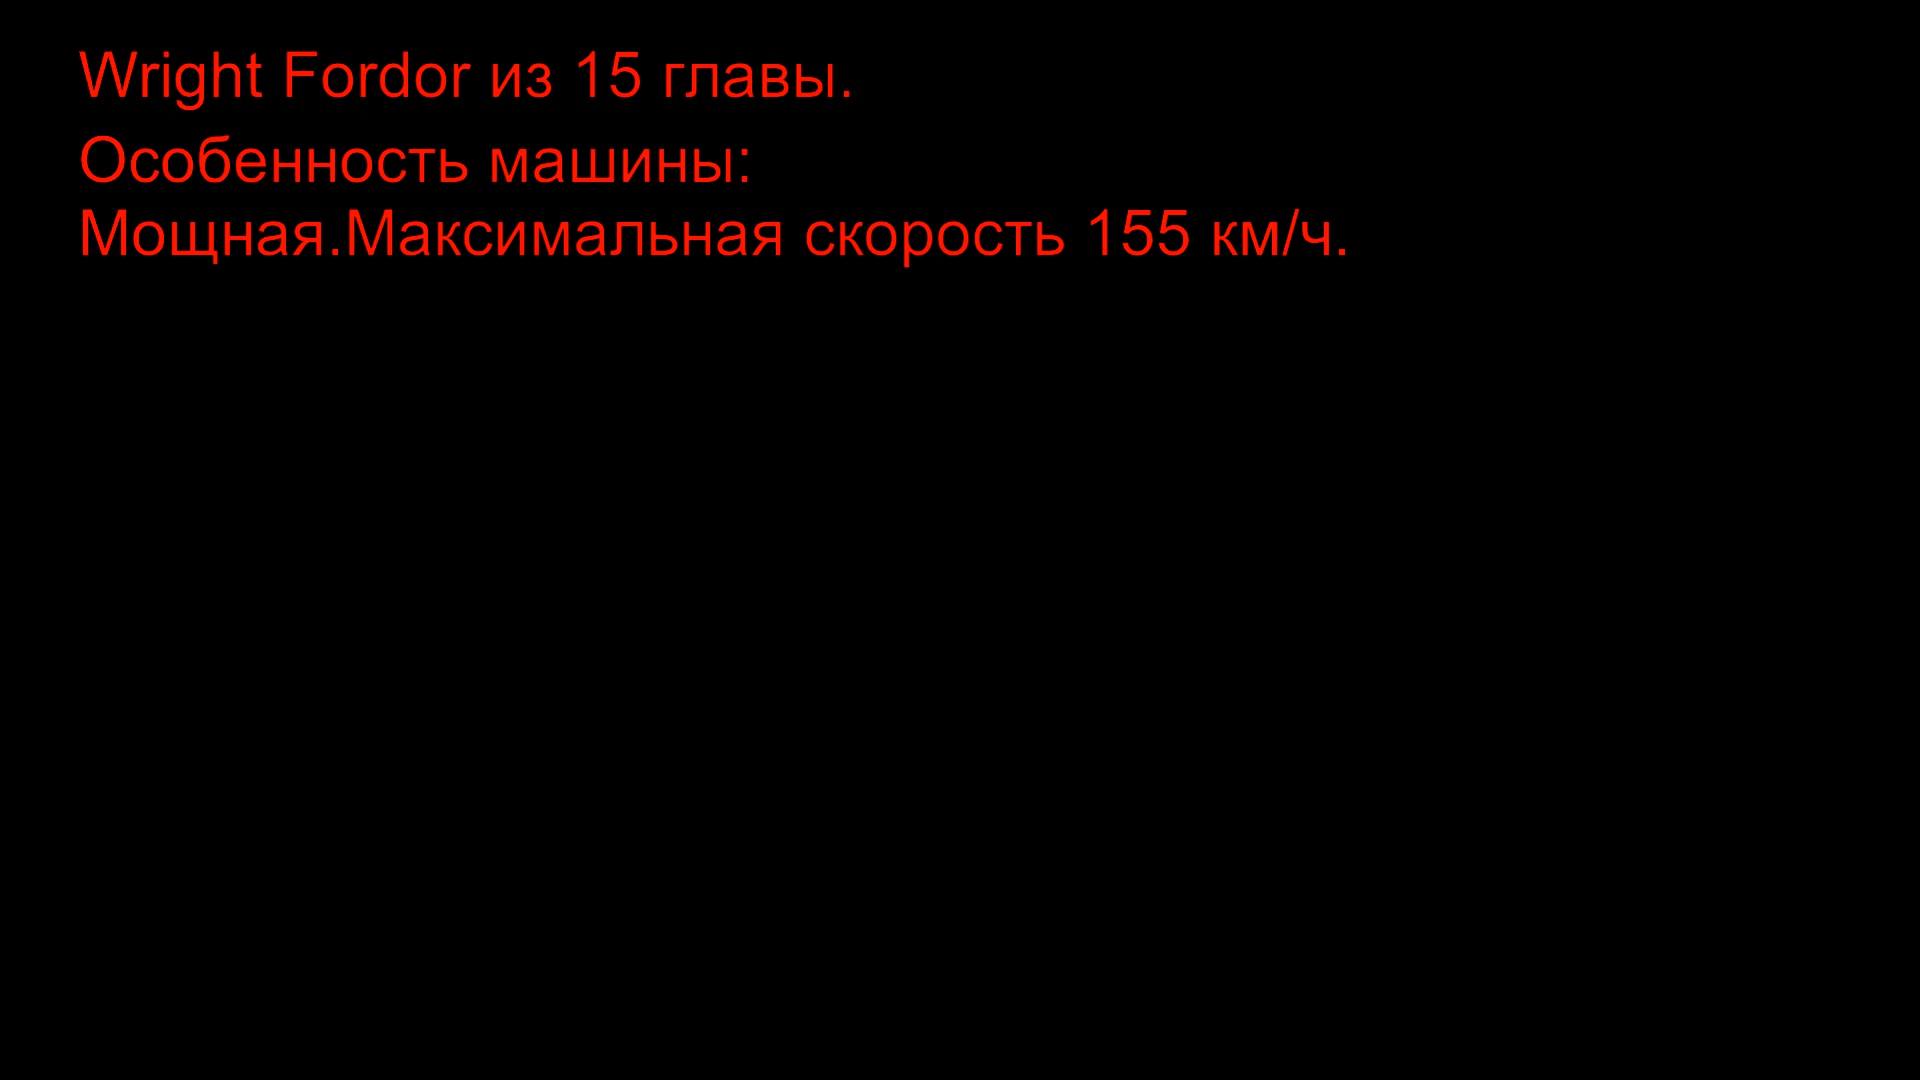 Wright Fordor из 15 главы.
Особенность машины:
Мощная.Максимальная скорость 155 км/ч.